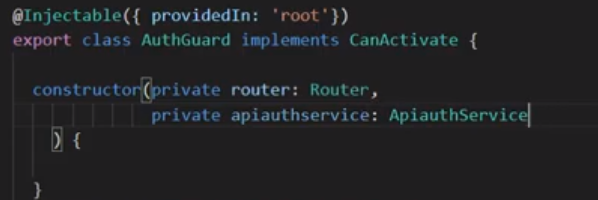 @Injectable({ providedIn: 'root'})
export class AuthGuard implements CanActivate {
constructor(private router: Router,
private apiauthservice: ApiauthService
) {
}